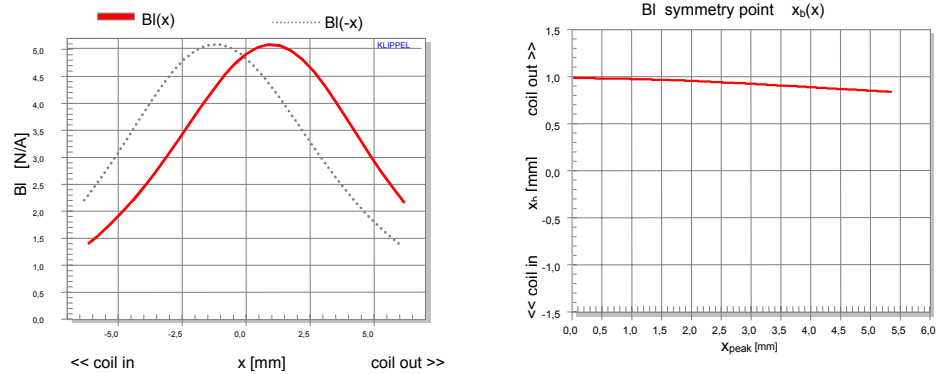 Bl(x) Bl(-x)
KLIPPEL
5,0
4,5
4,0
3,5
3,0
2,5
2,0
1,5
1,0
0,5
0,0
Bl [N/A]
-5,0 -2,5 0,0 2,5 5,0
<< coil in x [mm] coil out >>
Bl symmetry point xb(x)
1,5
1,0
0,5
0,0
-0,5
-1,0
-1,5
<< coil in xb [mm] coil out >>
0,0 0,5 1,0 1,5 2,0 2,5 3,0 3,5 4,0 4,5 5,0 5,5 6,0
xpeak [mm]